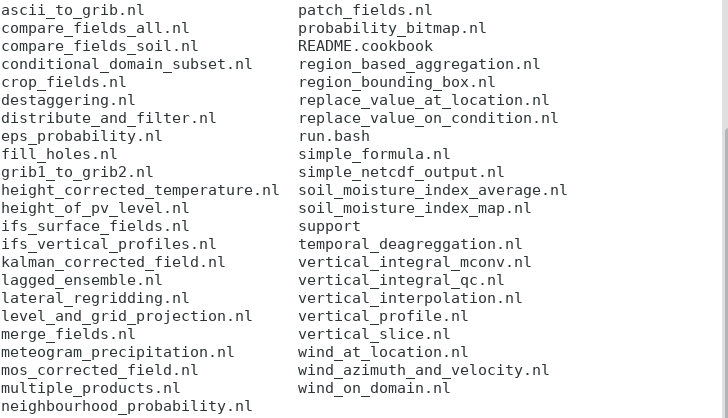 ascii_to_grib.nl patch_fields.nl
compare_fields_all.nl probability_bitmap.nl
compare_fields_soil.nl README.cookbook
conditional_domain_subset.nl region_based_aggregation.nl
crop_fields.nl region_bounding_box.nl
destaggering.nl replace_value_at_location.nl
distribute_and_filter.nl replace_value_on_condition.nl
eps_probability.nl run.bash
fill_holes.nl simple_formula.nl
grib1_to_grib2.nl simple_netcdf_output.nl
height_corrected_temperature.nl soil_moisture_index_average.nl
height_of_pv_level.nl soil_moisture_index_map.nl
ifs_surface_fields.nl support
ifs_vertical_profiles.nl temporal_deagreggation.nl
kalman_corrected_field.nl vertical_integral_mconv.nl
lagged_ensemble.nl vertical_integral_qc.nl
lateral_regridding.nl vertical_interpolation.nl
level_and_grid_projection.nl vertical_profile.nl
merge_fields.nl vertical_slice.nl
meteogram_precipitation.nl wind_at_location.nl
mos_corrected_field.nl wind_azimuth_and_velocity.nl
multiple_products.nl wind_on_domain.nl
neighbourhood_probability.nl